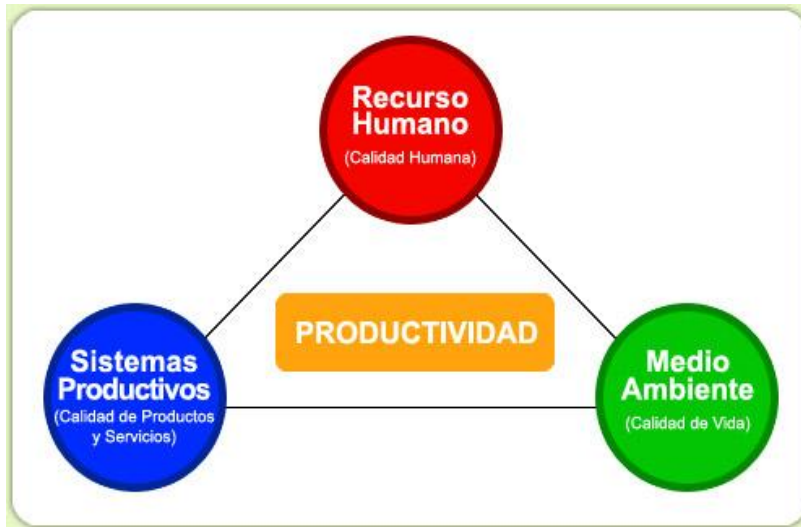 Recurso
Humano
(Calidad Humana)
PRODUCTIVIDAD
Sistemas
Productivos
(Calidad de Productos
y Servicios)
Medio
Ambiente
(Calidad de Vida)